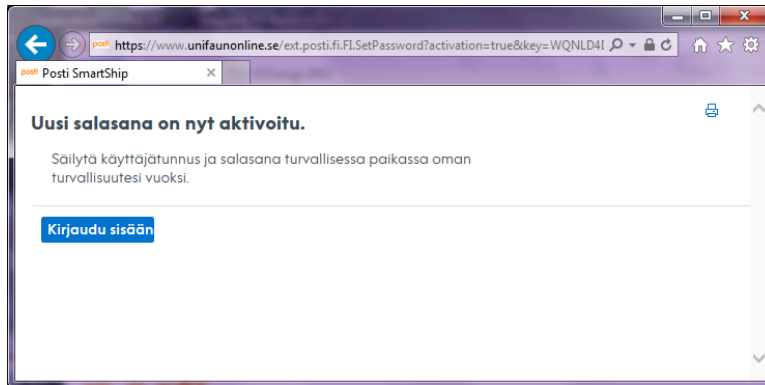 posti https://www.unifaunonline.se/ext.posti.fi.FI.SetPassword?activation=true&key=WQNLD4I
posti Posti SmartShip
Uusi salasana on nyt aktivoitu.
Säilytä käyttäjätunnus ja salasana turvallisessa paikassa oman
turvallisuutesi vuoksi.
Kirjaudu sisään